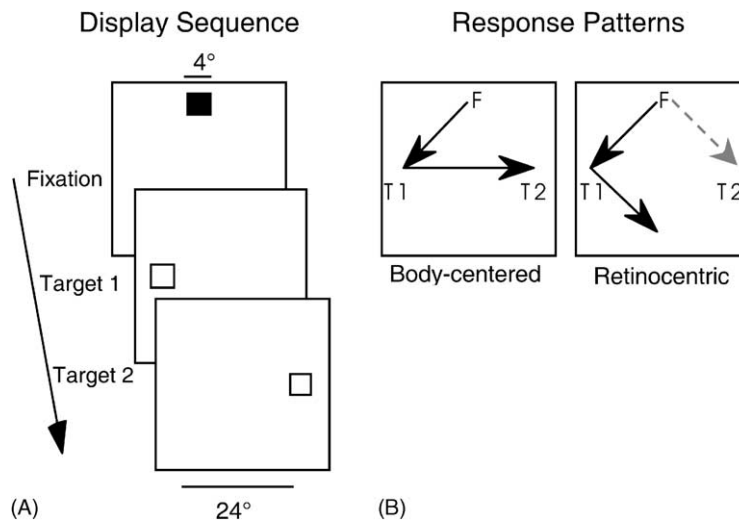 Display Sequence
4°
Fixation
Target 1
Target 2
24°
(A)
Response Patterns
F
T1
T2
Body-centered
F
T1
T2
Retinocentric
(B)